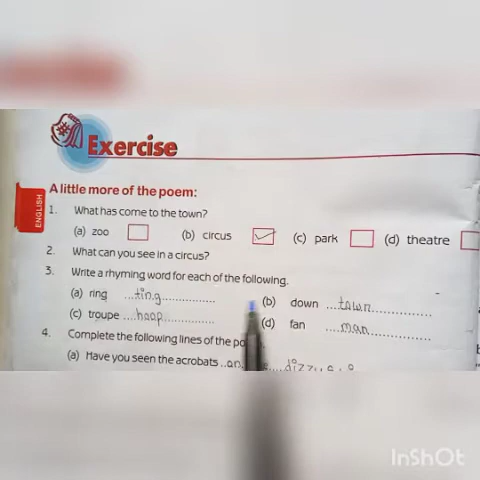 Exercise
ENGLISH
A little more of the poem:
1. What has come to the town?
(a) zoo (b) circus (c) park (d) theatre
2. What can you see in a circus?
3. Write a rhyming word for each of the following.
(a) ring ...ting............... (b) down ...town...............
(c) troupe ...hoop............... (d) fan ....man...............
4. Complete the following lines of the po
(a) Have you seen the acrobats ..on.
InShOt